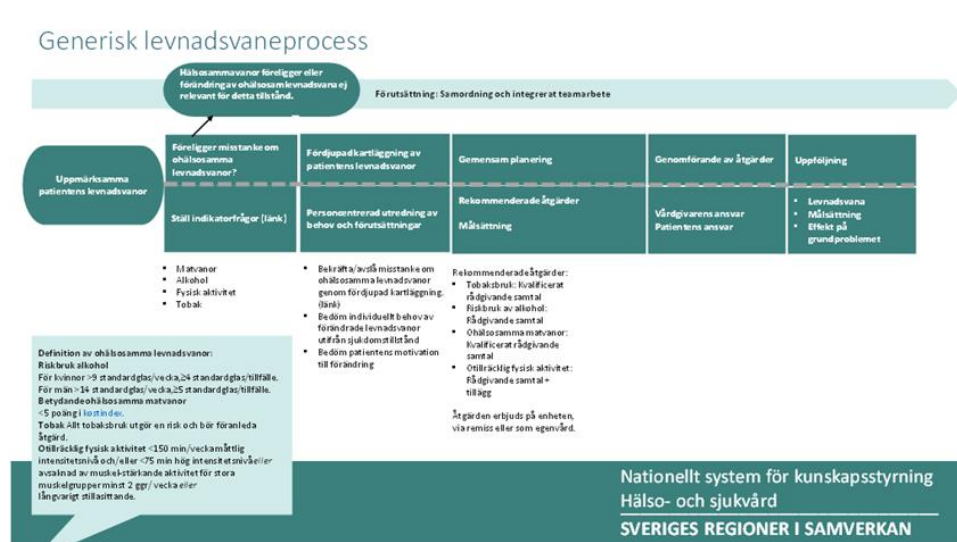 Generisk levnadsvaneprocess
Hälsosammavanor föreligger eller
förändring av ohälsosamlevnadsvana ej
relevant för detta tillstånd.
Förutsättning: Samordning och integrerat teamarbete
Uppmärksamma
patientens levnadsvanor
Föreligger misstanke om
ohälsosamma
levnadsvanor?
Ställ indikatorfrågor (länk)
Fördjupad kartläggning av
patientens levnadsvanor
Personcentrerad utredning av
behov och förutsättningar
Gemensam planering
Rekommenderade åtgärder
Målsättning
Genomförande av åtgärder
Vårdgivarens ansvar
Patientens ansvar
Uppföljning
▪ Levnadsvana
▪ Målsättning
▪ Effekt på
grundproblemet
▪ Matvanor
▪ Alkohol
▪ Fysisk aktivitet
▪ Tobak
▪ Bekräfta/avslå misstanke om
ohälsosamma levnadsvanor
genom fördjupad kartläggning.
(länk)
▪ Bedöm individuellt behov av
förändrade levnadsvanor
utifrån sjukdomstillstånd
▪ Bedöm patientens motivation
till förändring
Rekommenderade åtgärder:
▪ Tobaksbruk: Kvalificerat
rådgivande samtal
▪ Riskbruk av alkohol:
Rådgivande samtal
▪ Ohälsosamma matvanor:
Kvalificerat rådgivande
samtal
▪ Otillräcklig fysisk aktivitet:
Rådgivande samtal +
tillägg
Åtgärden erbjuds på enheten,
via remiss eller som egenvård.
Definition av ohälsosamma levnadsvanor:
Riskbruk alkohol
För kvinnor >9 standardglas/vecka,≥4 standardglas/tillfälle.
För män >14 standardglas/vecka,≥5 standardglas/tillfälle.
Betydande ohälsosamma matvanor
<5 poäng i kostindex.
Tobak Allt tobaksbruk utgör en risk och bör föranleda
åtgärd.
Otillräcklig fysisk aktivitet <150 min/veckamåttlig
intensitetsnivå och/eller <75 min hög intensitetsnivå eller
avsaknad av muskel-stärkande aktivitet för stora
muskelgrupper minst 2 ggr/ vecka eller
långvarigt stillasittande.
Nationellt system för kunskapsstyrning
Hälso- och sjukvård
SVERIGES REGIONER I SAMVERKAN